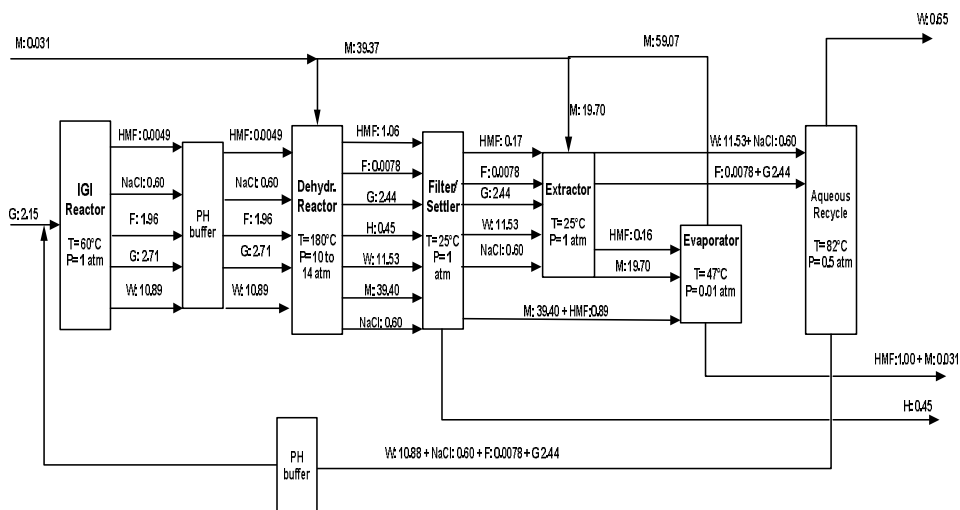 W: 0.65
M: 0.031
M: 39.37
M: 59.07
M: 19.70
HMF: 0.0049
HMF: 0.0049
HMF: 1.06
HMF: 0.17
W: 11.53+ NaCl: 0.60
F: 0.0078
F: 0.0078
F: 0.0078 + G 2.44
IGI
Reactor
T=60°C
P=1 atm
NaCl: 0.60
PH
buffer
NaCl: 0.60
Dehydr.
Reactor
T=180°C
P=10 to
14 atm
G: 2.44
Filter/
Settler
T=25°C
P=1
atm
G: 2.44
Extractor
T=25°C
P=1 atm
Aqueous
Recycle
T=82°C
P=0.5 atm
G: 2.15
F: 1.96
F: 1.96
H: 0.45
W: 11.53
HMF: 0.16
Evaporator
T=47°C
P=0.01 atm
G: 2.71
G: 2.71
W: 11.53
NaCl: 0.60
M: 19.70
W: 10.89
W: 10.89
M: 39.40
M: 39.40 + HMF: 0.89
NaCl: 0.60
HMF: 1.00 + M: 0.031
H: 0.45
PH
buffer
W: 10.88 + NaCl: 0.60 + F: 0.0078 + G 2.44